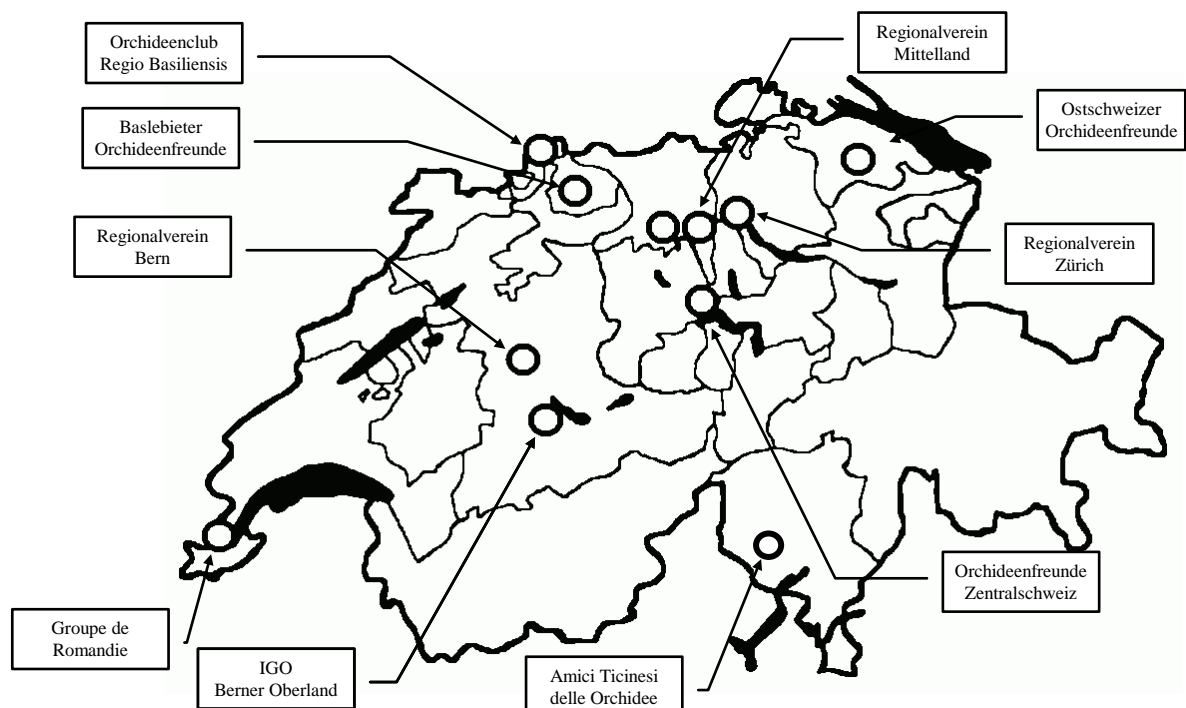 Orchideenclub
Regio Basiliensis
Regionalverein
Mittelland
Baslebieter
Orchideenfreunde
Ostschweizer
Orchideenfreunde
Regionalverein
Bern
Regionalverein
Zürich
Orchideenfreunde
Zentralschweiz
Groupe de
Romandie
IGO
Berner Oberland
Amici Ticinesi
delle Orchidee